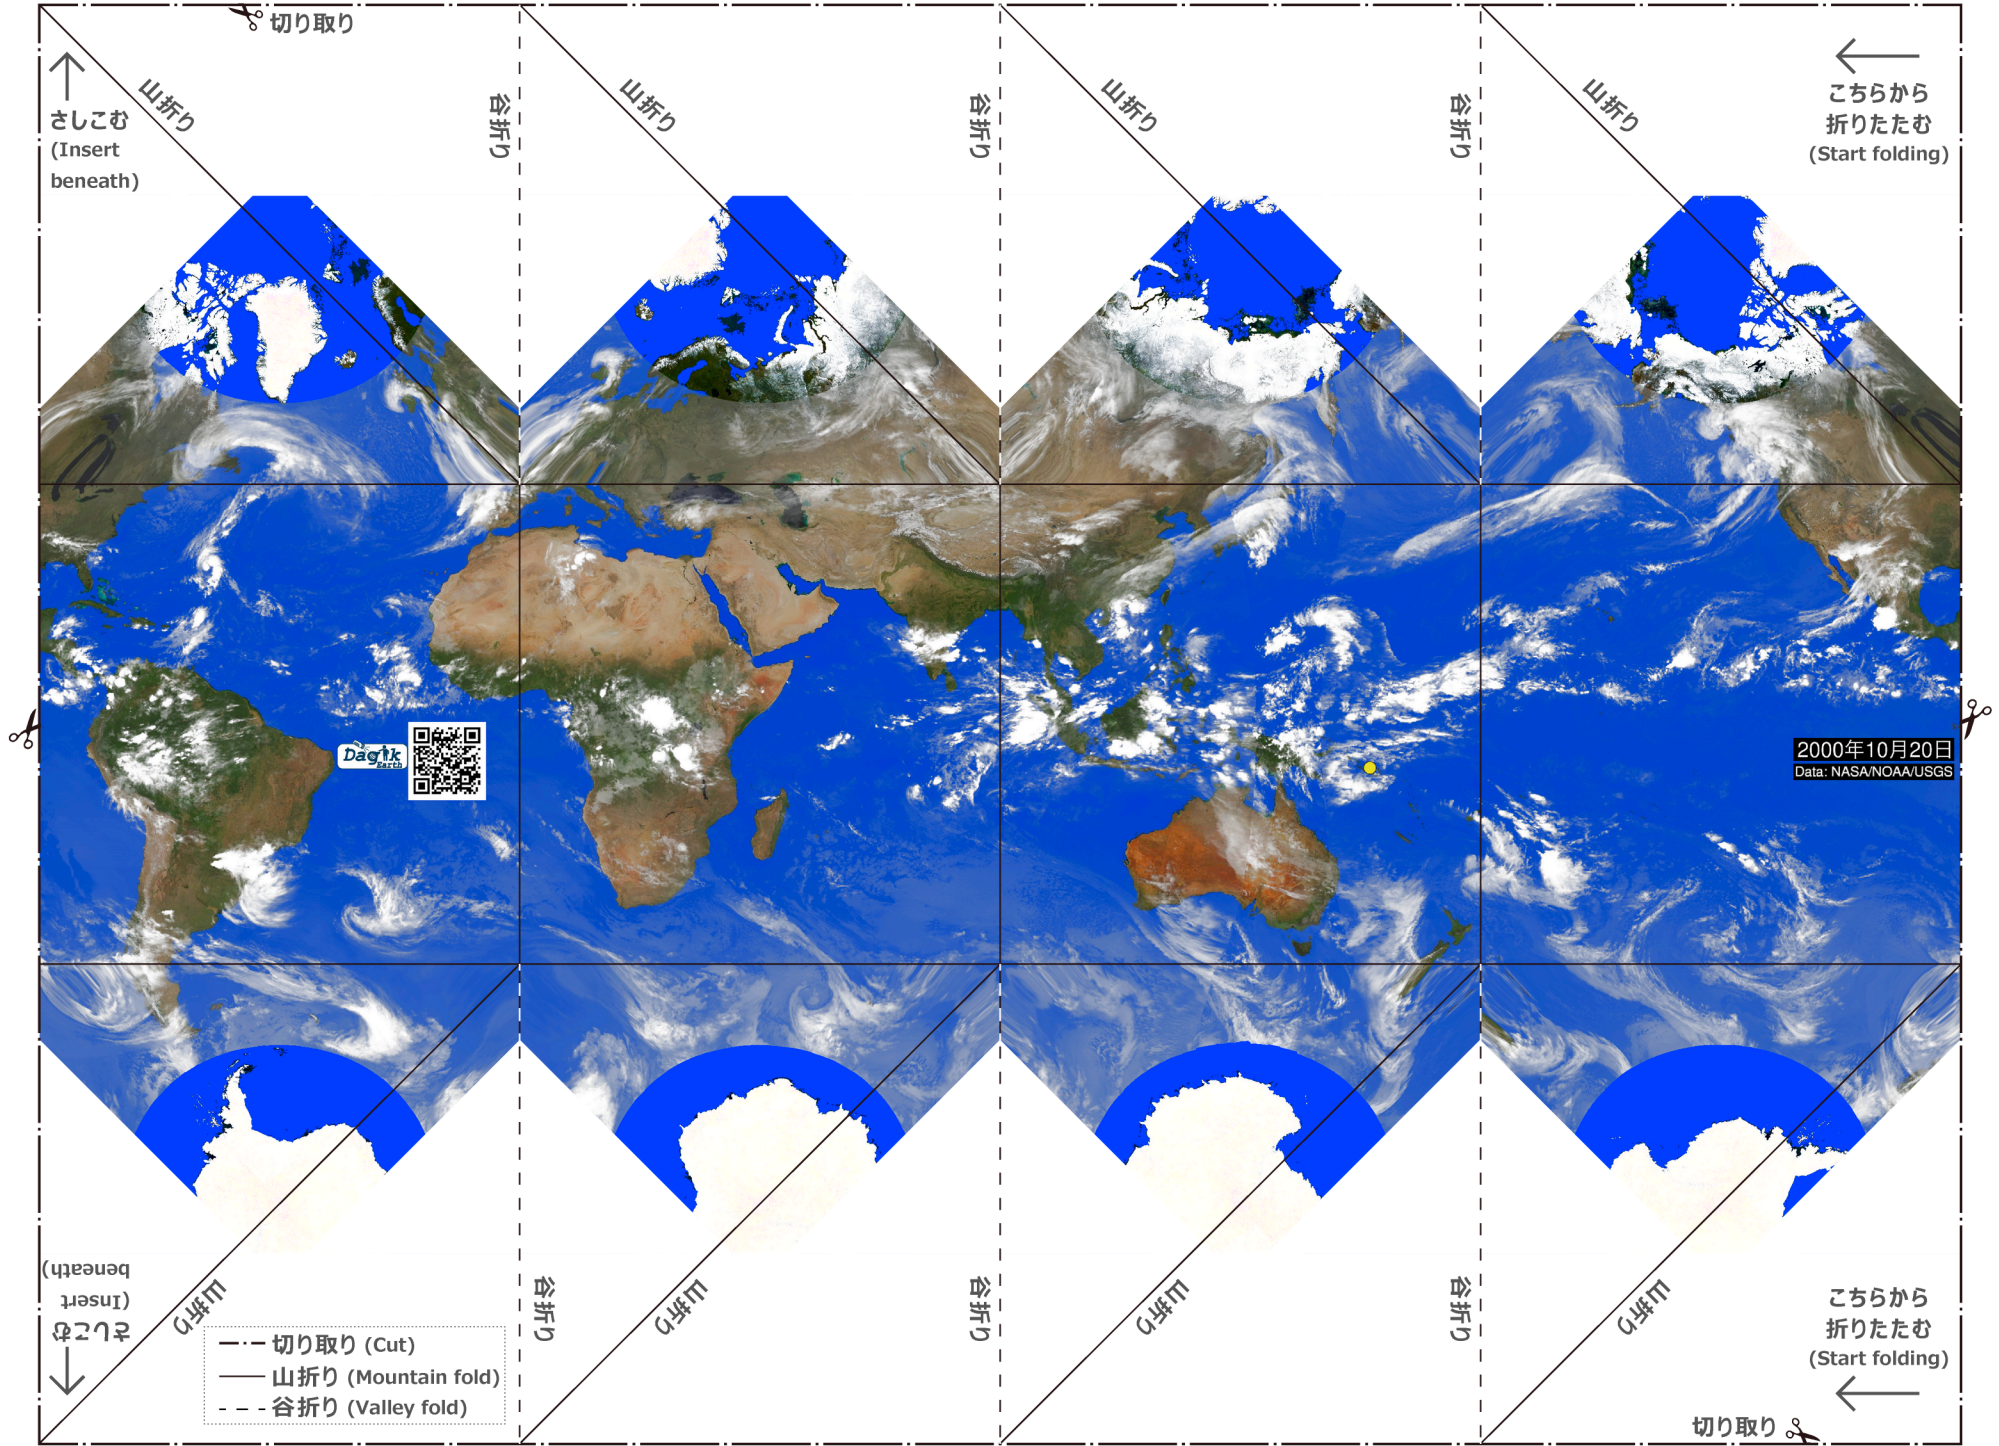 切り取り
山折り
山折り
山折り
山折り
谷折り
谷折り
谷折り
さしこむ
(Insert
beneath)
こちらから
折りたたむ
(Start folding)
Dagik
Earth
2000年10月20日
Data: NASA/NOAA/USGS
さしこむ
(Insert
beneath)
山折り
山折り
山折り
山折り
谷折り
谷折り
谷折り
こちらから
折りたたむ
(Start folding)
切り取り (Cut)
山折り (Mountain fold)
谷折り (Valley fold)
切り取り